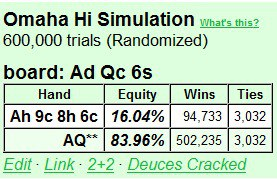 Omaha Hi Simulation What's this?
600,000 trials (Randomized)
board: Ad Qc 6s
Hand Equity Wins Ties
Ah 9c 8h 6c 16.04% 94,733 3,032
AQ** 83.96% 502,235 3,032
Edit · Link · 2+2 · Deuces Cracked